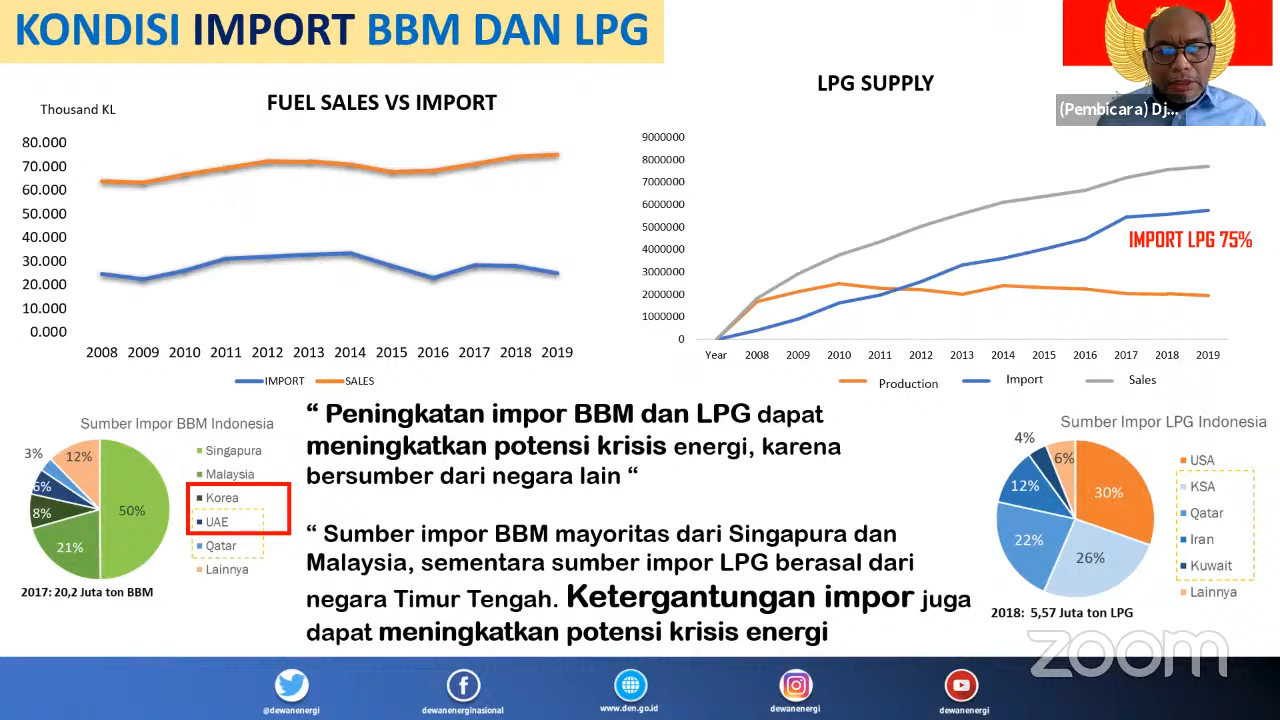 KONDISI IMPORT BBM DAN LPG
(Pembicara) Dj...
FUEL SALES VS IMPORT
Thousand KL
80.000
70.000
60.000
50.000
40.000
30.000
20.000
10.000
0.000
2008 2009 2010 2011 2012 2013 2014 2015 2016 2017 2018 2019
IMPORT SALES
LPG SUPPLY
9000000
8000000
7000000
6000000
5000000
4000000
3000000
2000000
1000000
0
IMPORT LPG 75%
Year 2008 2009 2010 2011 2012 2013 2014 2015 2016 2017 2018 2019
Production Import Sales
Sumber Impor BBM Indonesia
3%
12%
6%
8%
50%
21%
Singapura
Malaysia
Korea
UAE
Qatar
Lainnya
2017: 20,2 Juta ton BBM
“ Peningkatan impor BBM dan LPG dapat
meningkatkan potensi krisis energi, karena
bersumber dari negara lain “
“ Sumber impor BBM mayoritas dari Singapura dan
Malaysia, sementara sumber impor LPG berasal dari
negara Timur Tengah. Ketergantungan impor juga
dapat meningkatkan potensi krisis energi
Sumber Impor LPG Indonesia
4%
6%
12%
30%
22%
26%
USA
KSA
Qatar
Iran
Kuwait
Lainnya
2018: 5,57 Juta ton LPG
zoom
@dewanenergi
dewanenerginasional
www.den.go.id
dewanenergi
dewanenergi